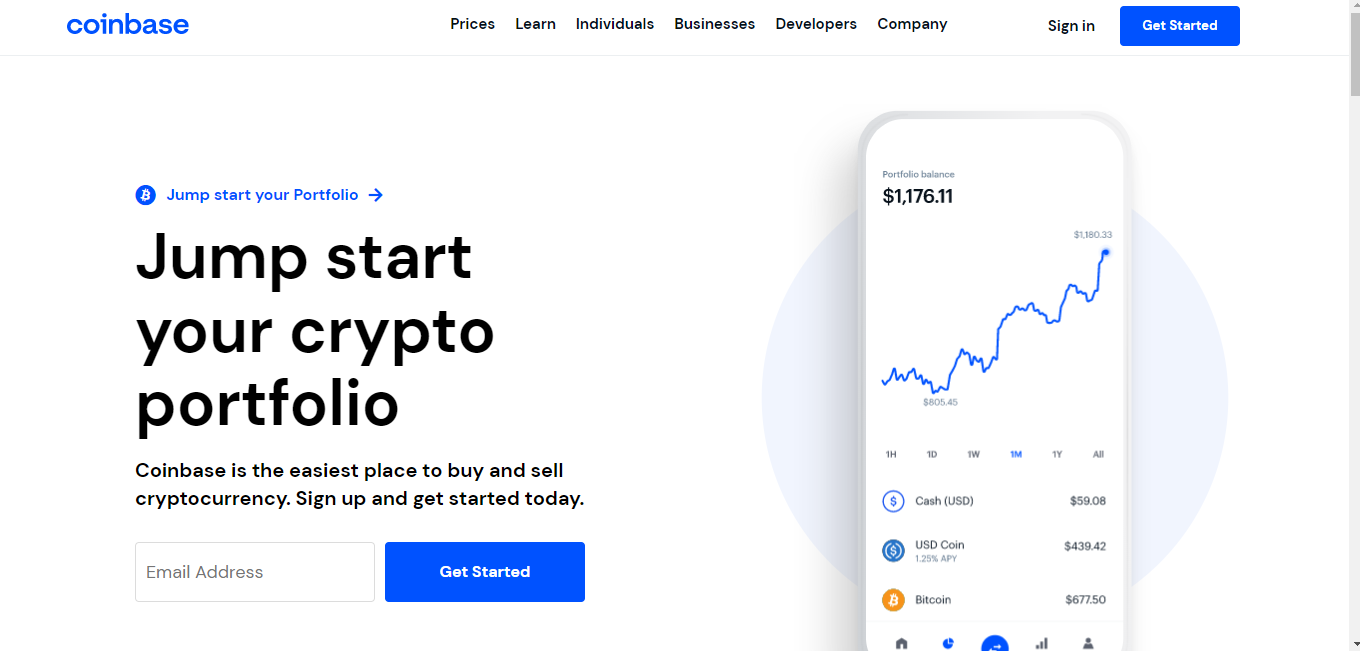 coinbase
Prices Learn Individuals Businesses Developers Company
Sign in
Get Started
Jump start your Portfolio →
Jump start
your crypto
portfolio
Coinbase is the easiest place to buy and sell
cryptocurrency. Sign up and get started today.
Email Address
Get Started
Portfolio balance
$1,176.11
$1,180.33
$805.45
1H 1D 1W 1M 1Y All
Cash (USD) $59.08
USD Coin $439.42
1.25% APY
Bitcoin $677.50